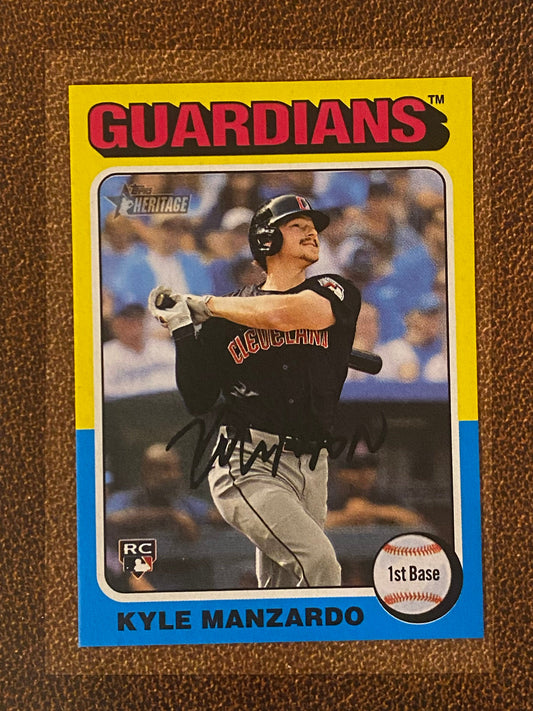 GUARDIANS™
Topps
HERITAGE
CLEVELAND
RC
1st Base
KYLE MANZARDO